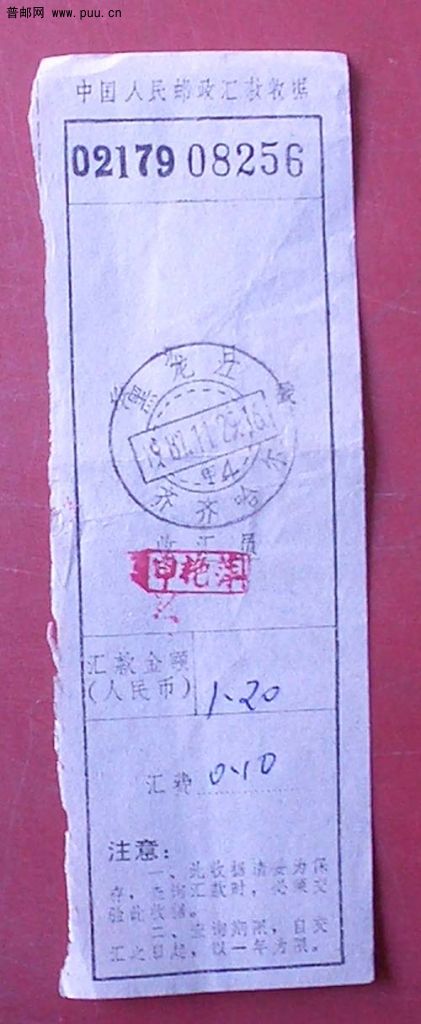 普邮网 www.puu.cn
中国人民邮政汇款收据
02179 08256
黑龙江
齐齐哈尔
收汇员
申艳萍
汇款金额
(人民币)
1.20
汇费 0.10
注意：
一、此收据请妥为保
存，查询汇款时，必须交
验此收据。
二、查询期限，自交
汇之日起，以一年为限。